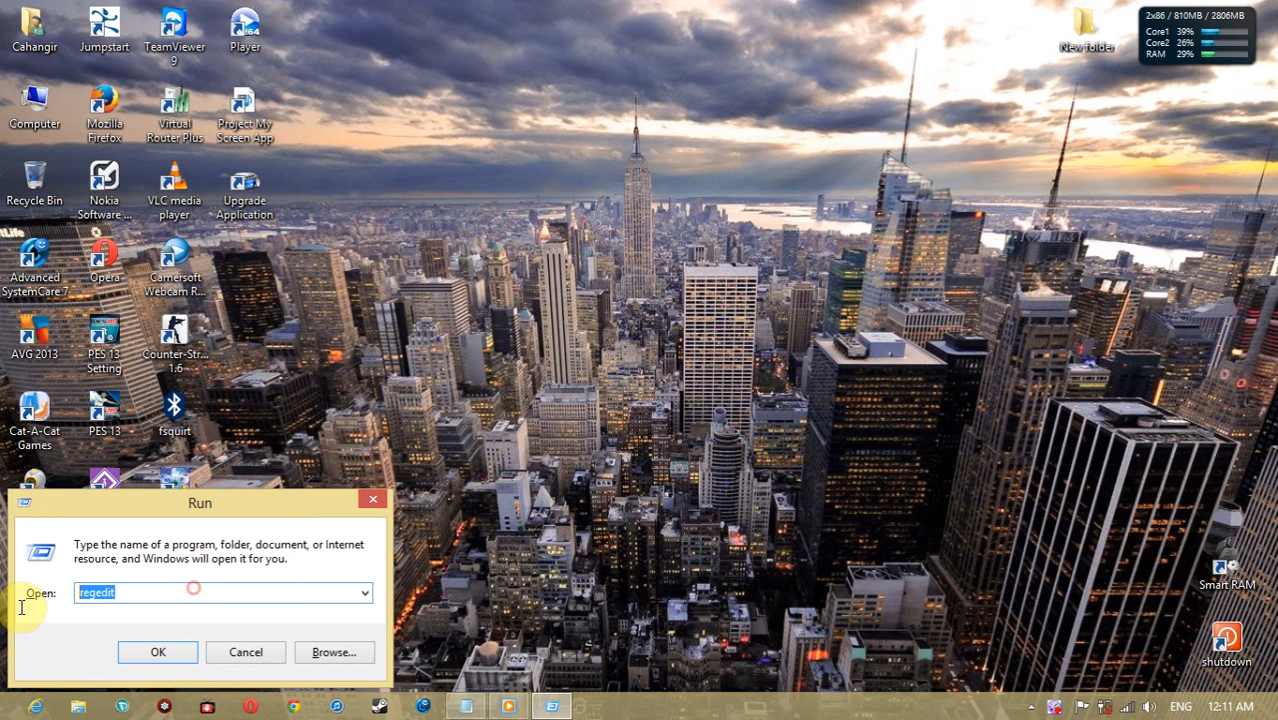 Cahangir
Jumpstart
TeamViewer
9
Player
New folder
2x86 / 810MB / 2806MB
Core1 39%
Core2 26%
RAM 29%
Computer
Mozilla
Firefox
Virtual
Router Plus
Project My
Screen App
Recycle Bin
Nokia
Software ...
VLC media
player
Upgrade
Application
Advanced
SystemCare 7
Opera
Camersoft
Webcam R...
AVG 2013
PES 13
Setting
Counter-Str...
1.6
Cat-A-Cat
Games
PES 13
fsquirt
Run
Type the name of a program, folder, document, or Internet
resource, and Windows will open it for you.
Open:
regedit
OK
Cancel
Browse...
Smart RAM
shutdown
ENG
12:11 AM